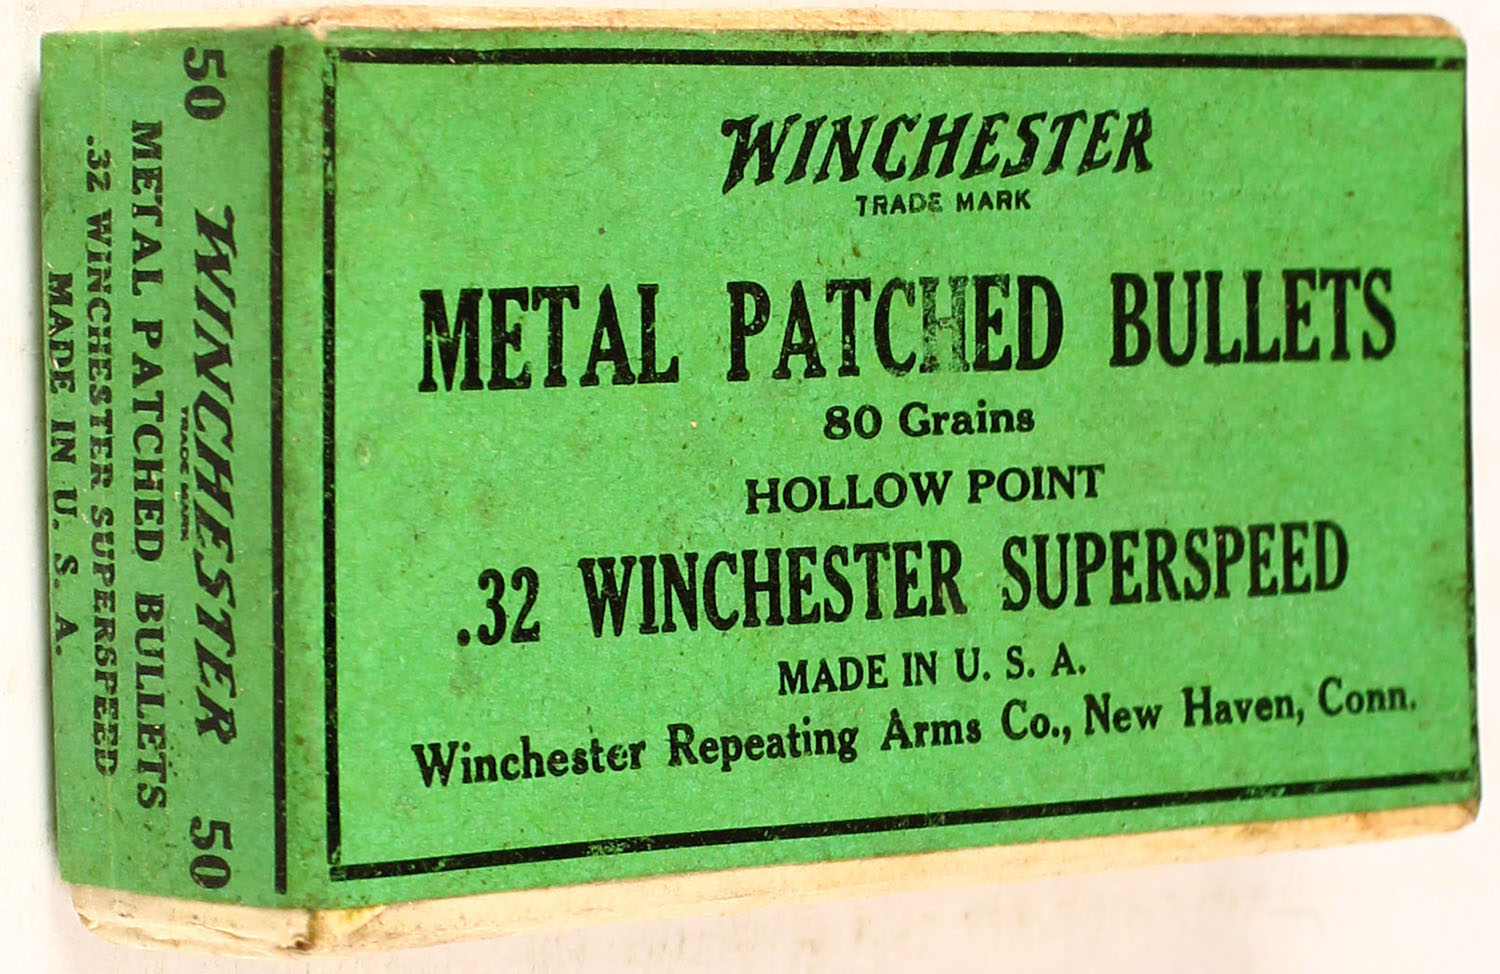 WINCHESTER
TRADE MARK
METAL PATCHED BULLETS
80 Grains
HOLLOW POINT
.32 WINCHESTER SUPERSPEED
MADE IN U. S. A.
Winchester Repeating Arms Co., New Haven, Conn.
50 WINCHESTER 50
TRADE MARK
METAL PATCHED BULLETS
.32 WINCHESTER SUPERSPEED
MADE IN U. S. A.